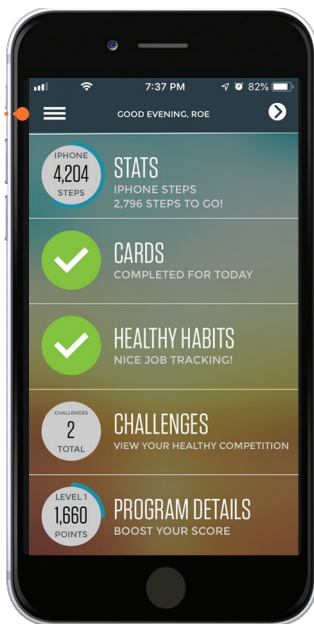 7:37 PM 82%
GOOD EVENING, ROE
IPHONE
4,204
STEPS
STATS
IPHONE STEPS
2,796 STEPS TO GO!
CARDS
COMPLETED FOR TODAY
HEALTHY HABITS
NICE JOB TRACKING!
CHALLENGES
2
TOTAL
CHALLENGES
VIEW YOUR HEALTHY COMPETITION
LEVEL 1
1,660
POINTS
PROGRAM DETAILS
BOOST YOUR SCORE